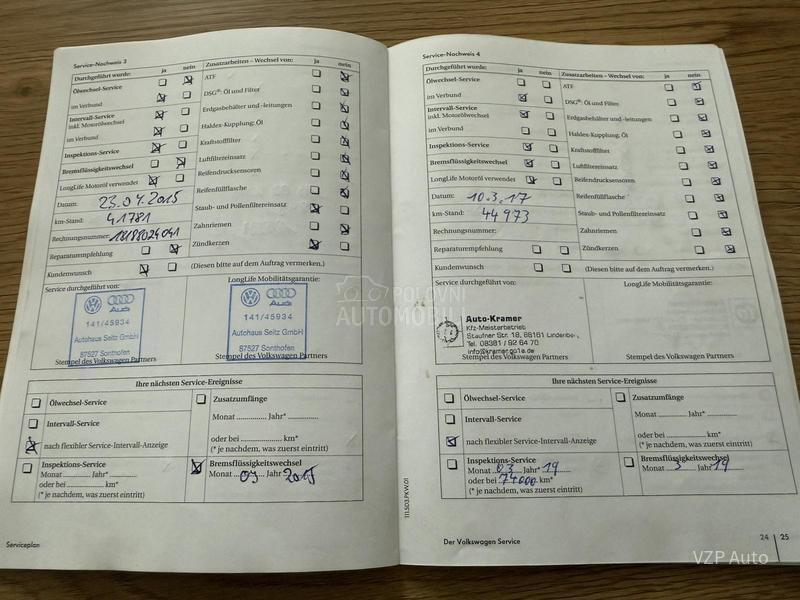 Service-Nachweis 3
Durchgeführt wurde: ja nein
Ölwechsel-Service
im Verbund
Intervall-Service
inkl. Motorölwechsel
im Verbund
Inspektions-Service
Bremsflüssigkeitswechsel
LongLife Motoröl verwendet
Datum: 23.04.2015
km-Stand: 41781
Rechnungsnummer:
Reparaturempfehlung
Kundenwunsch
Zusatzarbeiten – Wechsel von: ja nein
ATF
DSG®: Öl und Filter
Erdgasbehälter und -leitungen
Haldex-Kupplung; Öl
Kraftstofffilter
Luftfiltereinsatz
Reifendrucksensoren
Reifenfüllflasche
Staub- und Pollenfiltereinsatz
Zahnriemen
Zündkerzen
(Diesen bitte auf dem Auftrag vermerken.)
Service durchgeführt von:
Audi
141/45934
Autohaus Seitz GmbH
87527 Sonthofen
Stempel des Volkswagen Partners
LongLife Mobilitätsgarantie:
Audi
141/45934
Autohaus Seitz GmbH
87527 Sonthofen
Stempel des Volkswagen Partners
Ihre nächsten Service-Ereignisse
Ölwechsel-Service
Intervall-Service
nach flexibler Service-Intervall-Anzeige
Inspektions-Service
Monat ............ Jahr* ............
oder bei ............ km*
(* je nachdem, was zuerst eintritt)
Zusatzumfänge
Monat ............ Jahr* ............
oder bei ............ km*
(* je nachdem, was zuerst eintritt)
Bremsflüssigkeitswechsel
Monat 09 Jahr
Serviceplan
Service-Nachweis 4
Durchgeführt wurde: ja nein
Ölwechsel-Service
im Verbund
Intervall-Service
inkl. Motorölwechsel
im Verbund
Inspektions-Service
Bremsflüssigkeitswechsel
LongLife Motoröl verwendet
Datum: 10.3.17
km-Stand: 44973
Rechnungsnummer:
Reparaturempfehlung
Kundenwunsch
Zusatzarbeiten – Wechsel von: ja nein
ATF
DSG®: Öl und Filter
Erdgasbehälter und -leitungen
Haldex-Kupplung; Öl
Kraftstofffilter
Luftfiltereinsatz
Reifendrucksensoren
Reifenfüllflasche
Staub- und Pollenfiltereinsatz
Zahnriemen
Zündkerzen
(Diesen bitte auf dem Auftrag vermerken.)
Service durchgeführt von:
Auto-Kramer
Kfz-Meisterbetrieb
Staufner Str. 18, 88161 Lindenberg
Tel. 08381 / 92 64 70
Stempel des Volkswagen Partners
LongLife Mobilitätsgarantie:
Stempel des Volkswagen Partners
Ihre nächsten Service-Ereignisse
Ölwechsel-Service
Intervall-Service
nach flexibler Service-Intervall-Anzeige
Inspektions-Service
Monat 03 Jahr* 19
oder bei 74000 km*
(* je nachdem, was zuerst eintritt)
Zusatzumfänge
Monat ............ Jahr* ............
oder bei ............ km*
(* je nachdem, was zuerst eintritt)
Bremsflüssigkeitswechsel
Monat 3 Jahr 19
111.5D3.PKW.01
Der Volkswagen Service
24 | 25
POLOVNI
AUTOMOBILI
VZP Auto